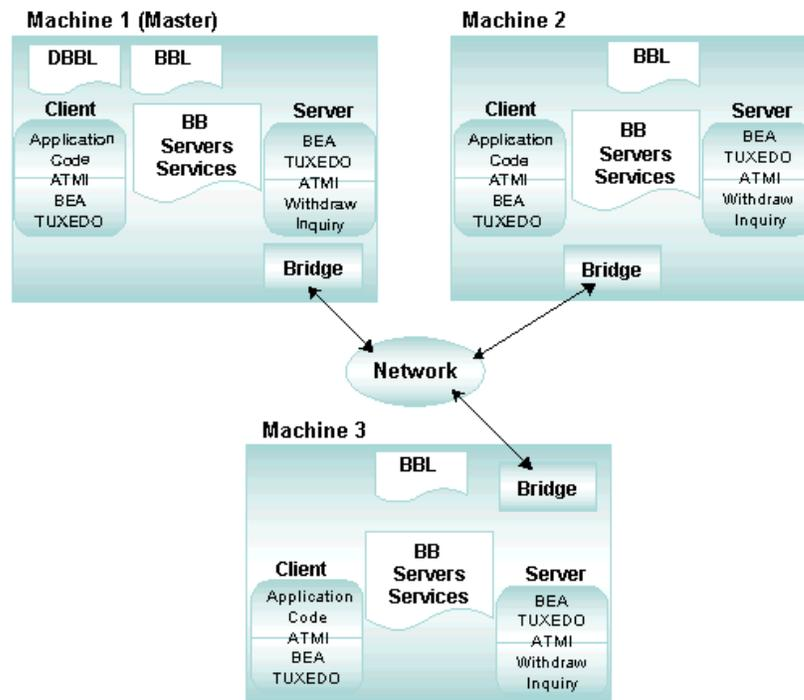 Machine 1 (Master)
DBBL
BBL
Client
Application
Code
ATMI
BEA
TUXEDO
BB
Servers
Services
Server
BEA
TUXEDO
ATMI
Withdraw
Inquiry
Bridge
Machine 2
BBL
Client
Application
Code
ATMI
BEA
TUXEDO
BB
Servers
Services
Server
BEA
TUXEDO
ATMI
Withdraw
Inquiry
Bridge
Network
Machine 3
BBL
Bridge
Client
Application
Code
ATMI
BEA
TUXEDO
BB
Servers
Services
Server
BEA
TUXEDO
ATMI
Withdraw
Inquiry